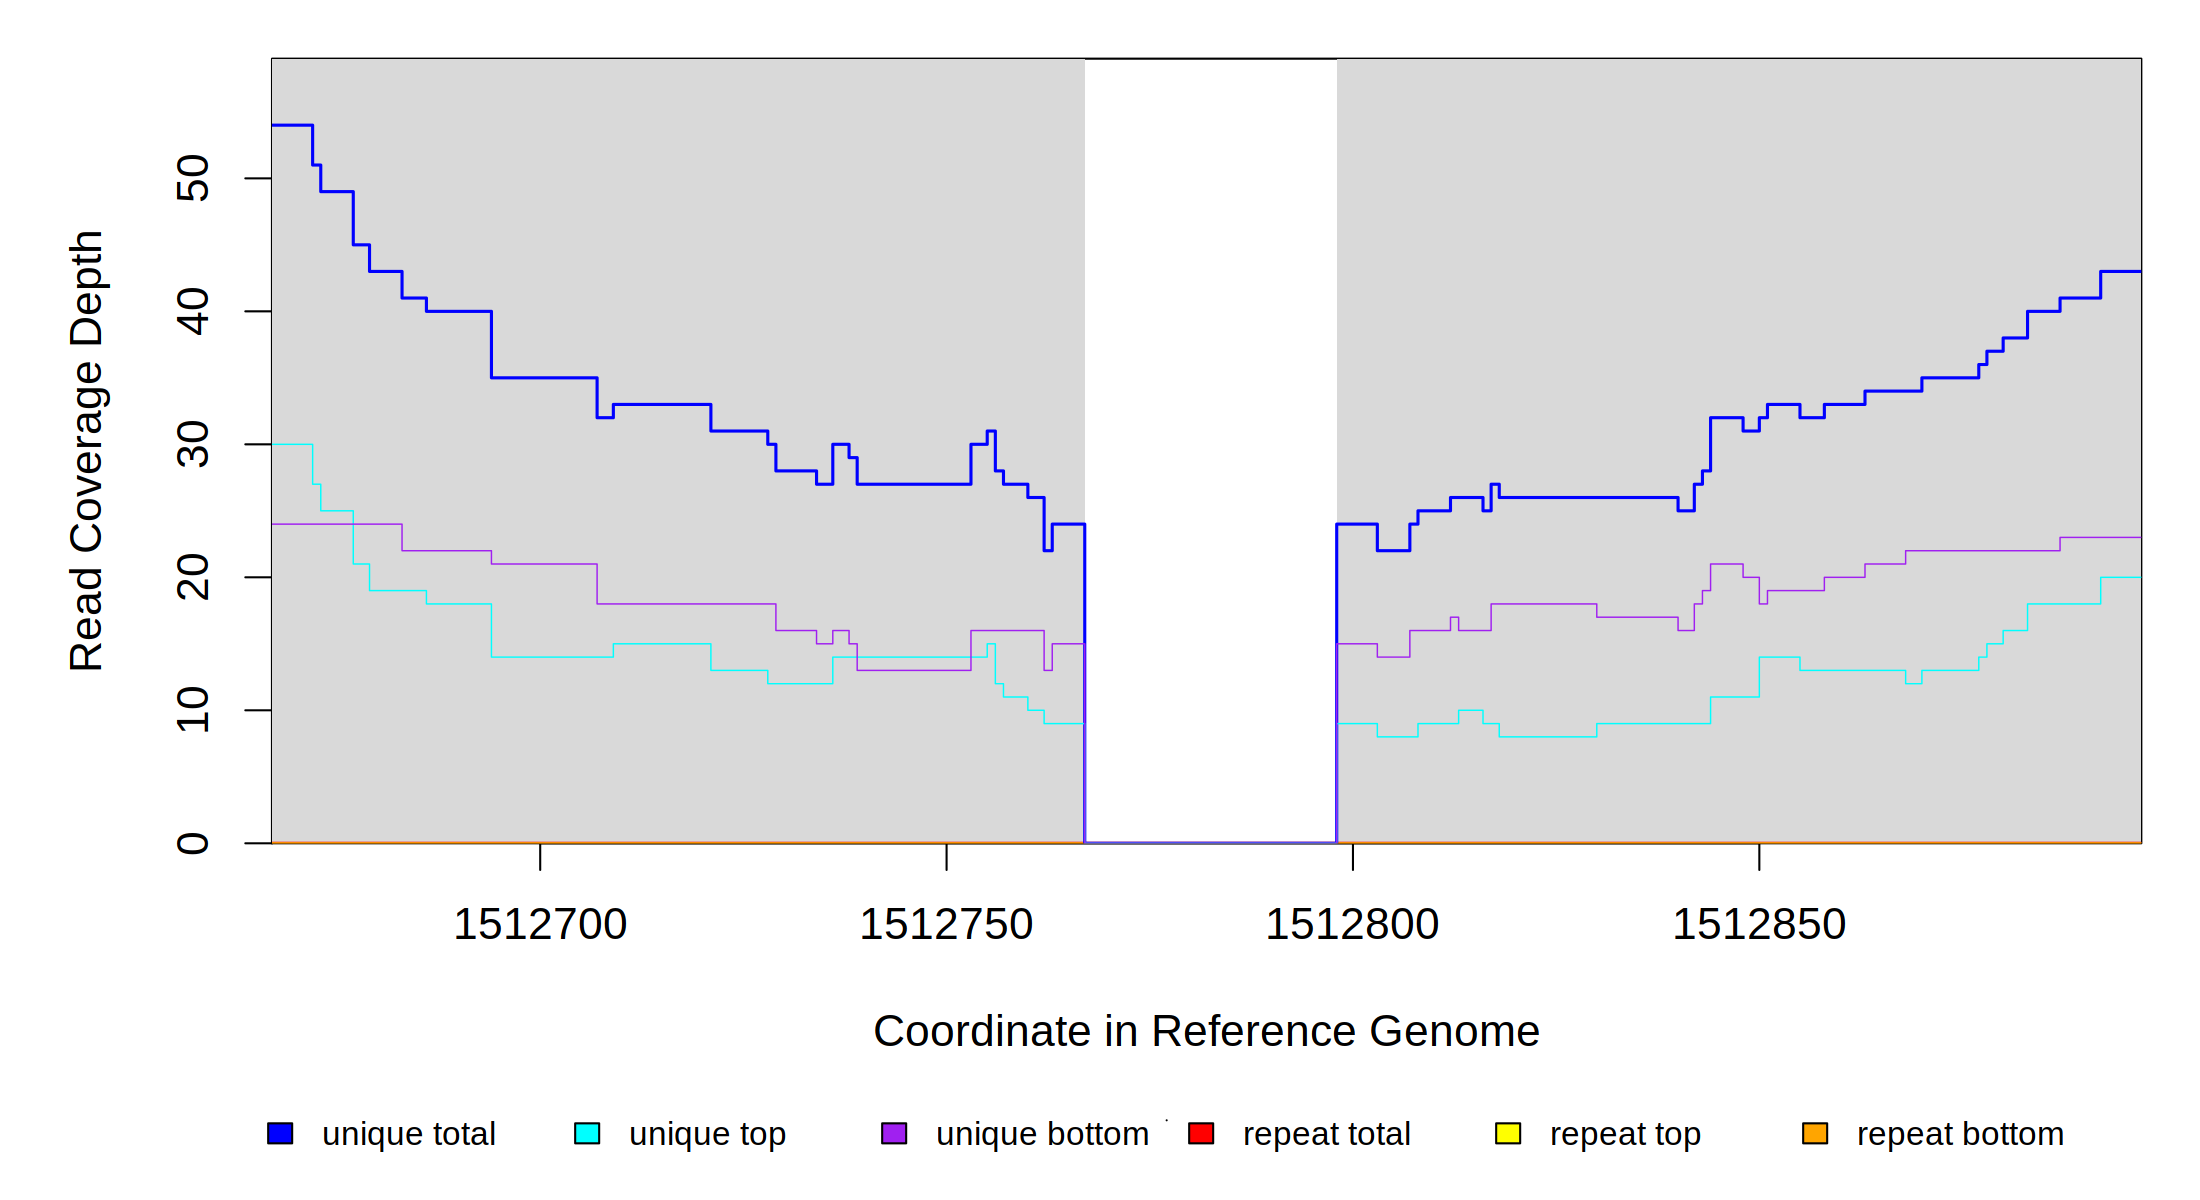 Read Coverage Depth
50
40
30
20
10
0
1512700 1512750 1512800 1512850
Coordinate in Reference Genome
unique total unique top unique bottom repeat total repeat top repeat bottom